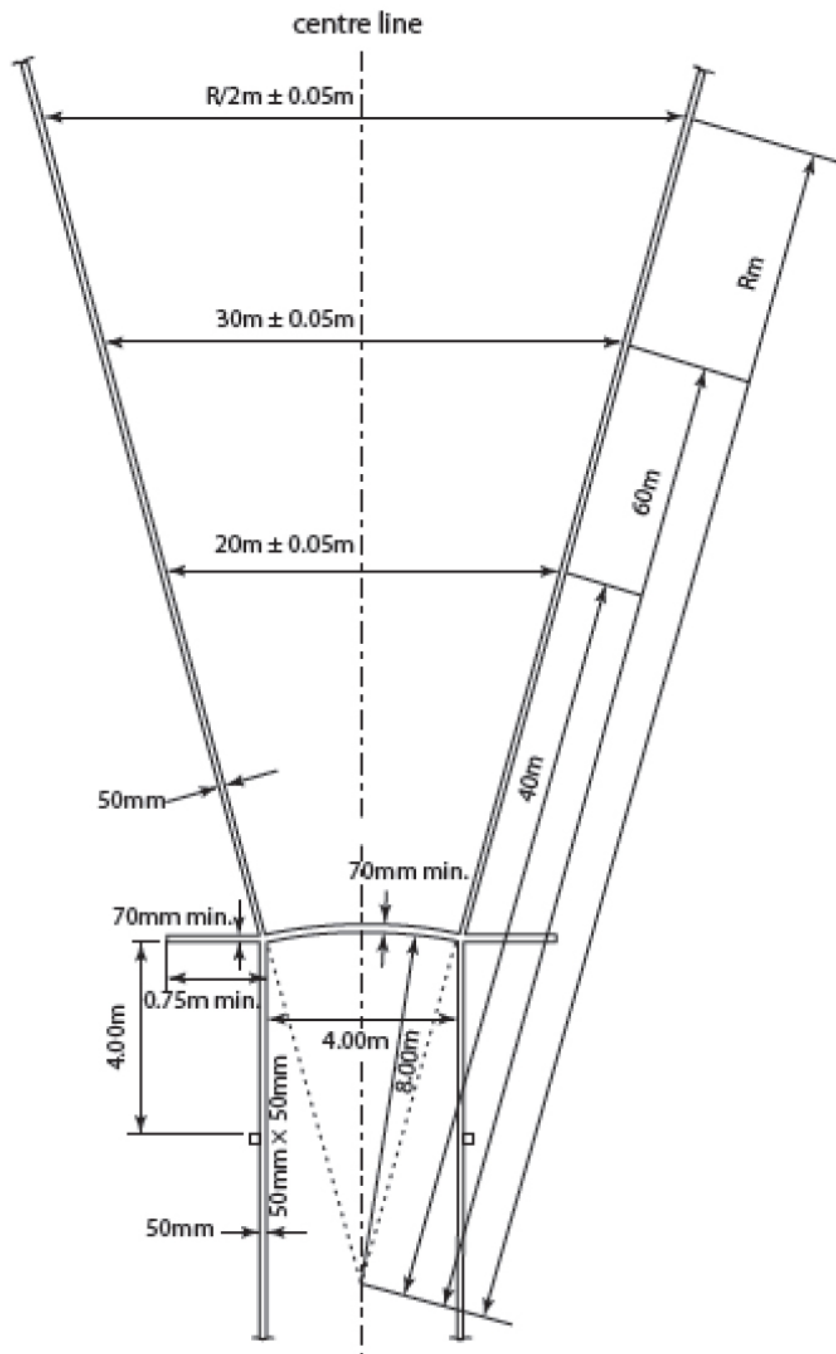 centre line
R/2m ± 0.05m
Rm
30m ± 0.05m
60m
20m ± 0.05m
40m
50mm
70mm min.
70mm min.
0.75m min.
4.00m
4.00m
8.00m
50mm × 50mm
50mm